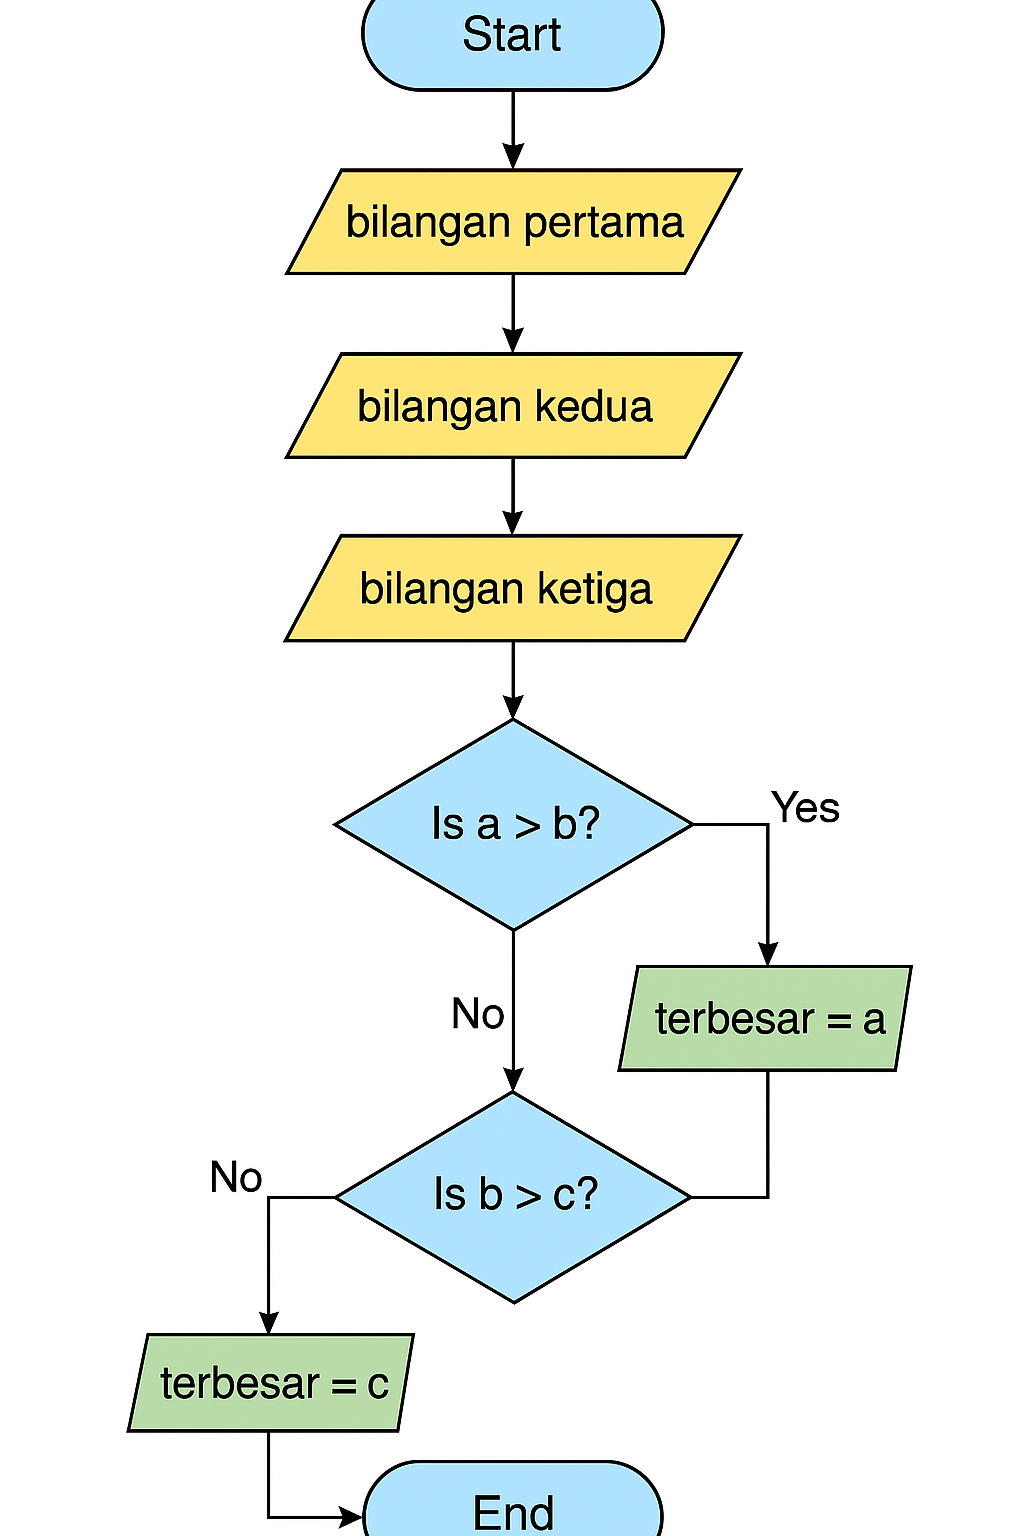 Start
bilangan pertama
bilangan kedua
bilangan ketiga
Is a > b?
Yes
No
terbesar = a
Is b > c?
No
terbesar = c
End